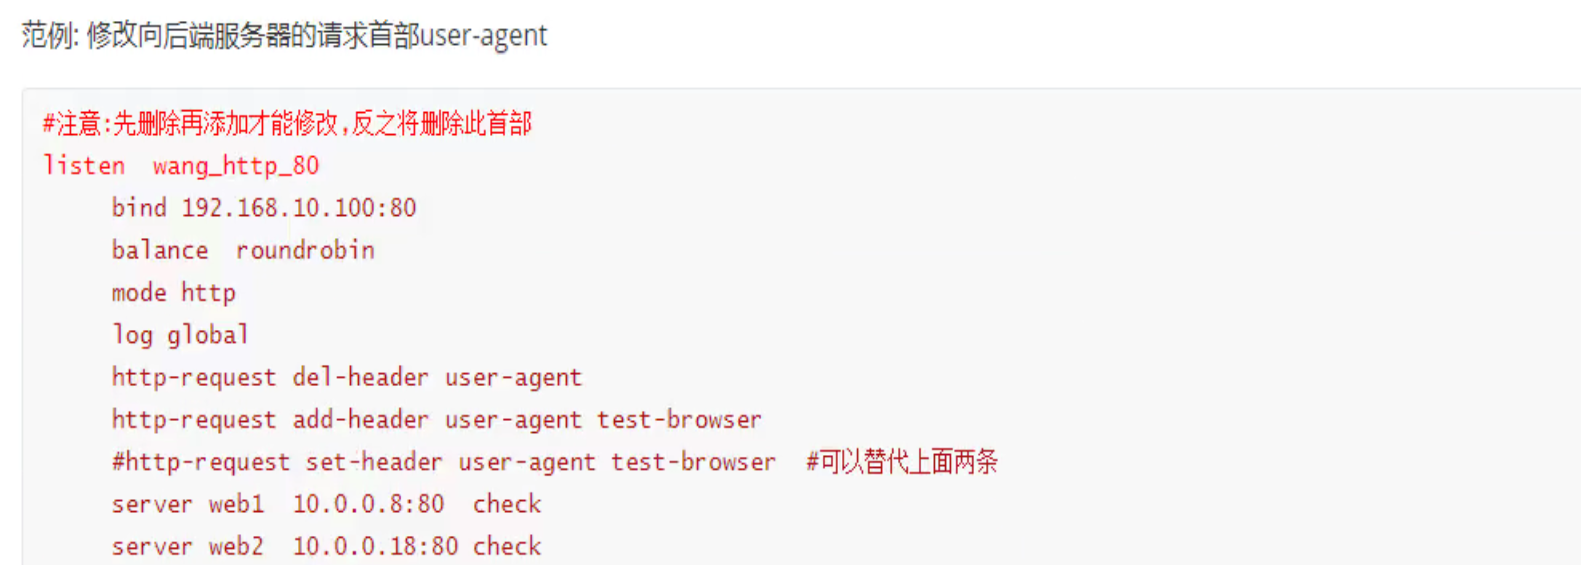 范例: 修改向后端服务器的请求首部user-agent
#注意:先删除再添加才能修改,反之将删除此首部
listen  wang_http_80
     bind 192.168.10.100:80
     balance  roundrobin
     mode http
     log global
     http-request del-header user-agent
     http-request add-header user-agent test-browser
     #http-request set-header user-agent test-browser  #可以替代上面两条
     server web1  10.0.0.8:80  check
     server web2  10.0.0.18:80 check